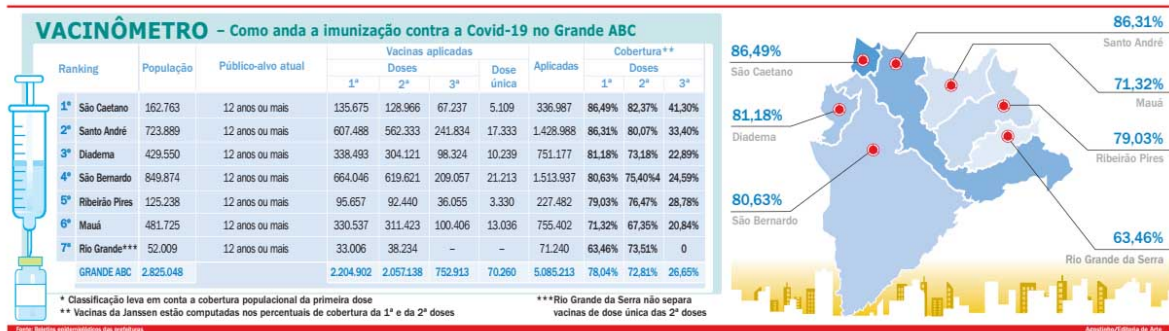 VACINÔMETRO – Como anda a imunização contra a Covid-19 no Grande ABC
Ranking População Público-alvo atual Vacinas aplicadas Aplicadas Cobertura**
Doses Dose única Doses
1ª 2ª 3ª 1ª 2ª 3ª
1º São Caetano 162.763 12 anos ou mais 135.675 128.966 67.237 5.109 336.987 86,49% 82,37% 41,30%
2º Santo André 723.889 12 anos ou mais 607.488 562.333 241.834 17.333 1.428.988 86,31% 80,07% 33,40%
3º Diadema 429.550 12 anos ou mais 338.493 304.121 98.324 10.239 751.177 81,18% 73,18% 22,89%
4º São Bernardo 849.874 12 anos ou mais 664.046 619.621 209.057 21.213 1.513.937 80,63% 75,40%4 24,59%
5º Ribeirão Pires 125.238 12 anos ou mais 95.657 92.440 36.055 3.330 227.482 79,03% 76,47% 28,78%
6º Mauá 481.725 12 anos ou mais 330.537 311.423 100.406 13.036 755.402 71,32% 67,35% 20,84%
7º Rio Grande*** 52.009 12 anos ou mais 33.006 38.234 – – 71.240 63,46% 73,51% 0
GRANDE ABC 2.825.048 2.204.902 2.057.138 752.913 70.260 5.085.213 78,04% 72,81% 26,65%
* Classificação leva em conta a cobertura populacional da primeira dose
** Vacinas da Janssen estão computadas nos percentuais de cobertura da 1ª e da 2ª doses
***Rio Grande da Serra não separa
vacinas de dose única das 2ª doses
86,49%
São Caetano
81,18%
Diadema
80,63%
São Bernardo
86,31%
Santo André
71,32%
Mauá
79,03%
Ribeirão Pires
63,46%
Rio Grande da Serra
Fonte: Boletins epidemiológicos das prefeituras
Agostinho/Editoria de Arte